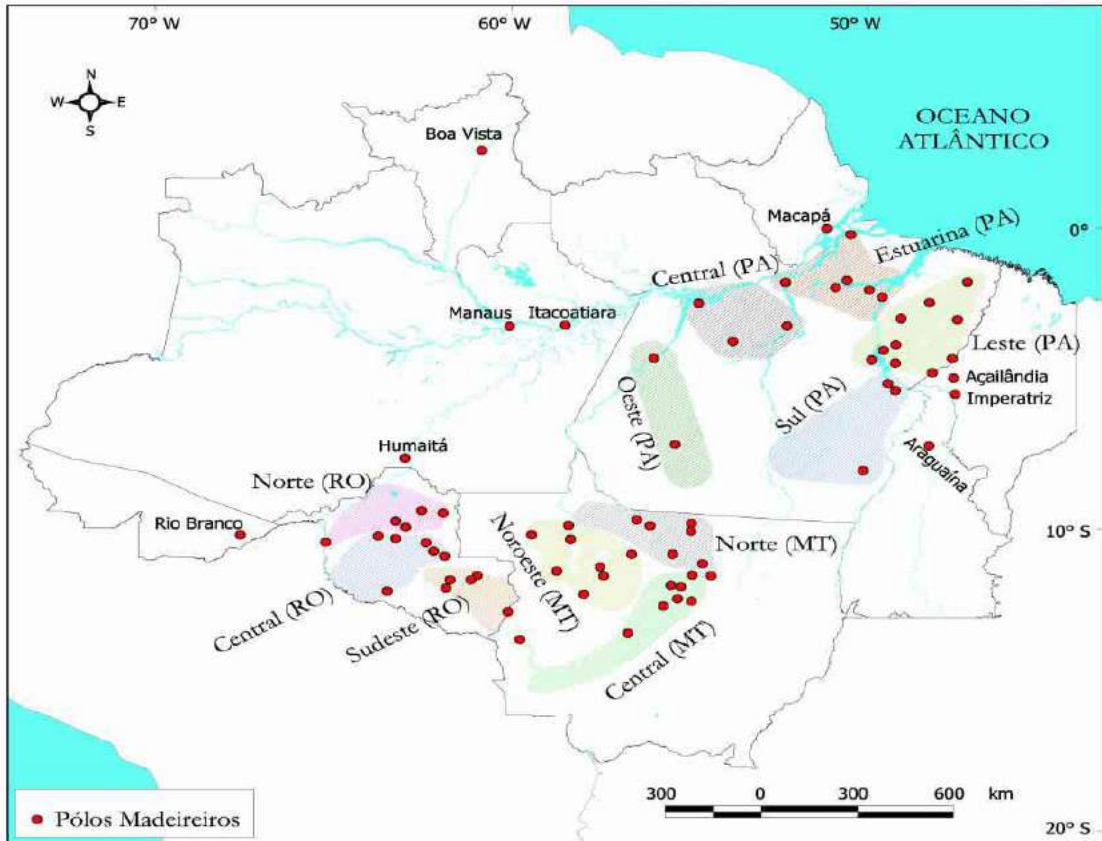 70° W
60° W
50° W
N
W
E
S
OCEANO
ATLÂNTICO
Boa Vista
Macapá
0°
Estuarina (PA)
Central (PA)
Manaus
Itacoatiara
Leste (PA)
Açailândia
Imperatriz
Oeste (PA)
Sul (PA)
Araguaína
Humaitá
Norte (RO)
Rio Branco
10° S
Noroeste (MT)
Norte (MT)
Central (RO)
Sudeste (RO)
Central (MT)
300 0 300 600 km
Pólos Madeireiros
20° S